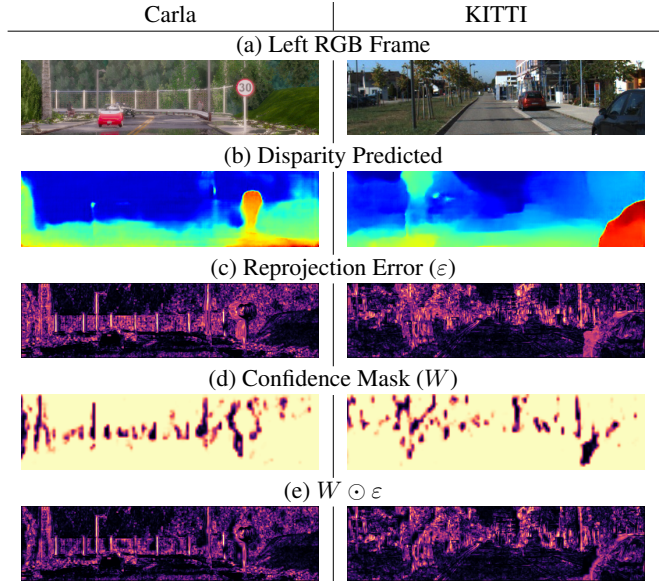 Carla KITTI
(a) Left RGB Frame
30
(b) Disparity Predicted
(c) Reprojection Error (ε)
(d) Confidence Mask (W)
(e) W ⊙ ε